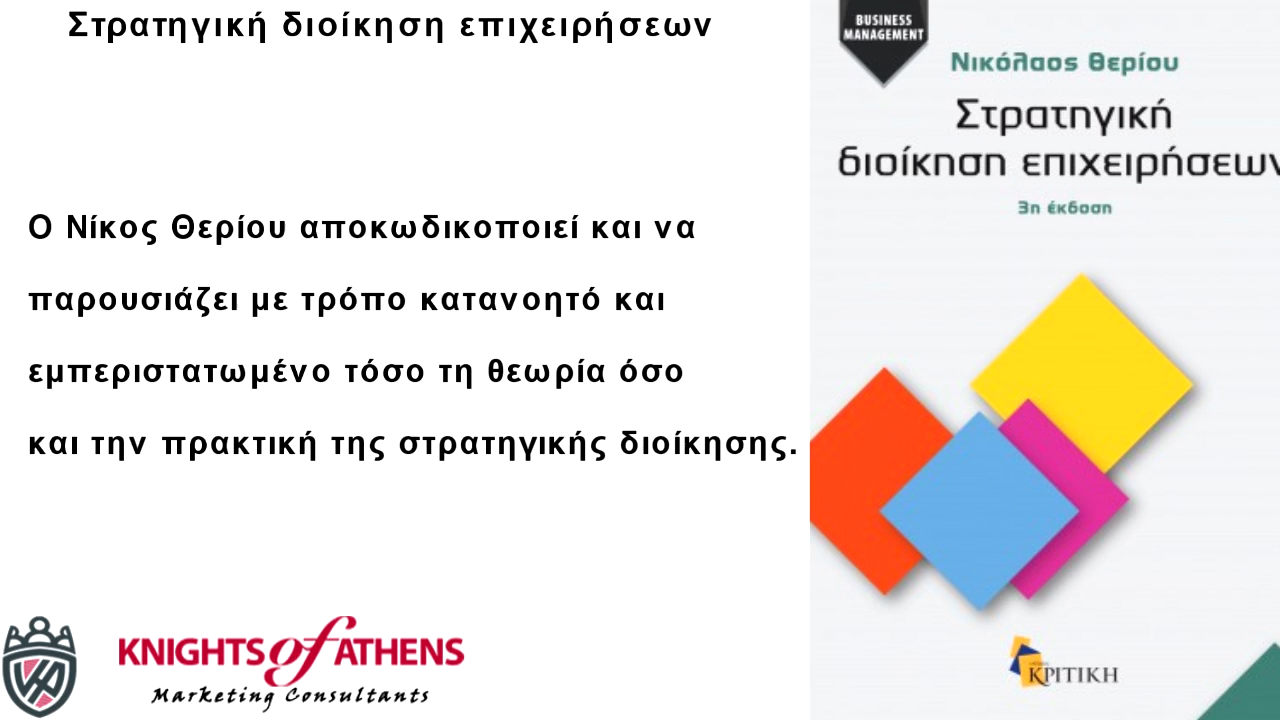 Στρατηγική διοίκηση επιχειρήσεων
Ο Νίκος Θερίου αποκωδικοποιεί και να
παρουσιάζει με τρόπο κατανοητό και
εμπεριστατωμένο τόσο τη θεωρία όσο
και την πρακτική της στρατηγικής διοίκησης.
KNIGHTS of ATHENS
Marketing Consultants
BUSINESS
MANAGEMENT
Νικόλαος Θερίου
Στρατηγική
διοίκηση επιχειρήσεων
3η έκδοση
ΚΡΙΤΙΚΗ